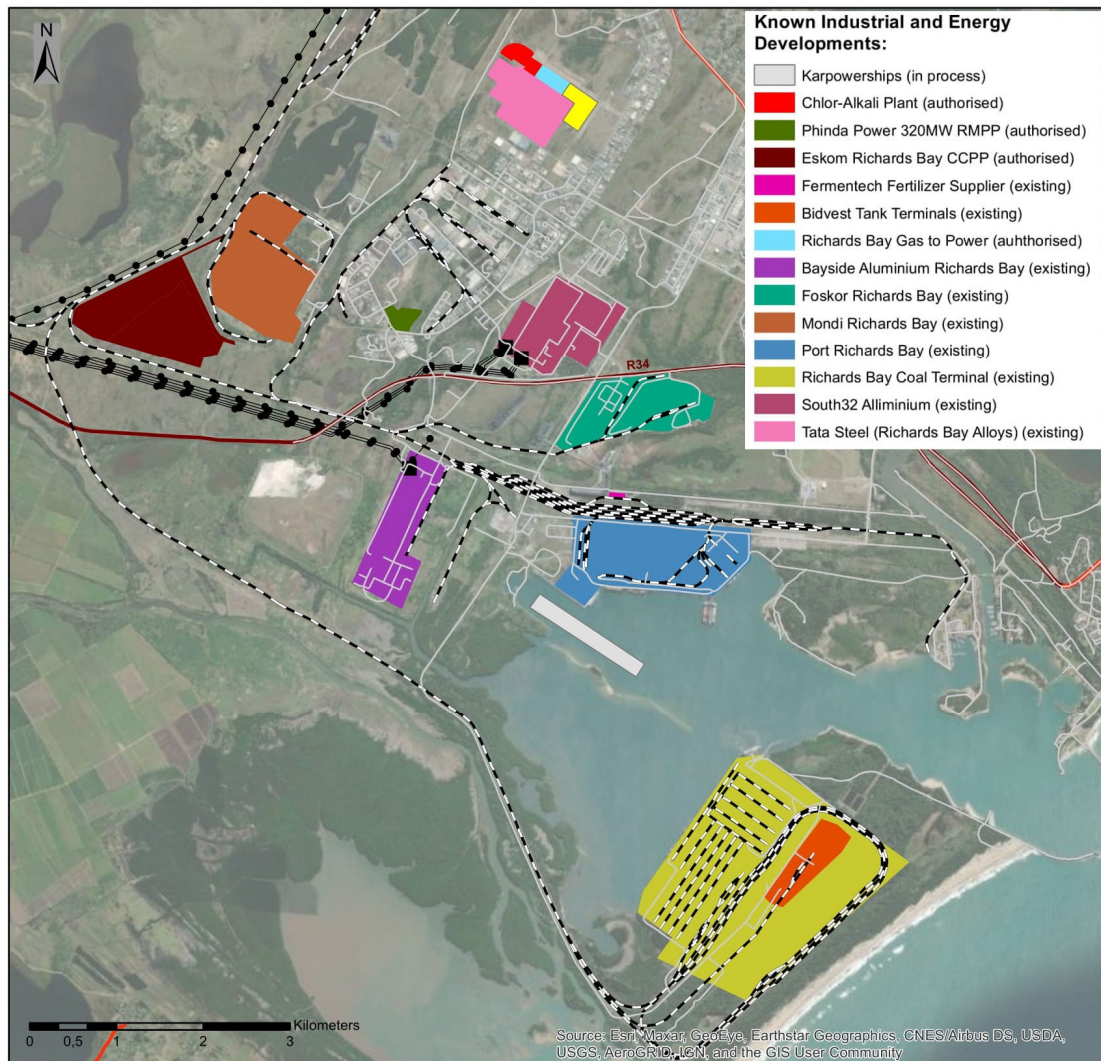 N
Known Industrial and Energy
Developments:
Karpowerships (in process)
Chlor-Alkali Plant (authorised)
Phinda Power 320MW RMPP (authorised)
Eskom Richards Bay CCPP (authorised)
Fermentech Fertilizer Supplier (existing)
Bidvest Tank Terminals (existing)
Richards Bay Gas to Power (auhthorised)
Bayside Aluminium Richards Bay (existing)
Foskor Richards Bay (existing)
Mondi Richards Bay (existing)
Port Richards Bay (existing)
Richards Bay Coal Terminal (existing)
South32 Alliminium (existing)
Tata Steel (Richards Bay Alloys) (existing)
R34
Kilometers
0 0,5 1 2 3
Source: Esri, Maxar, GeoEye, Earthstar Geographics, CNES/Airbus DS, USDA,
USGS, AeroGRID, IGN, and the GIS User Community